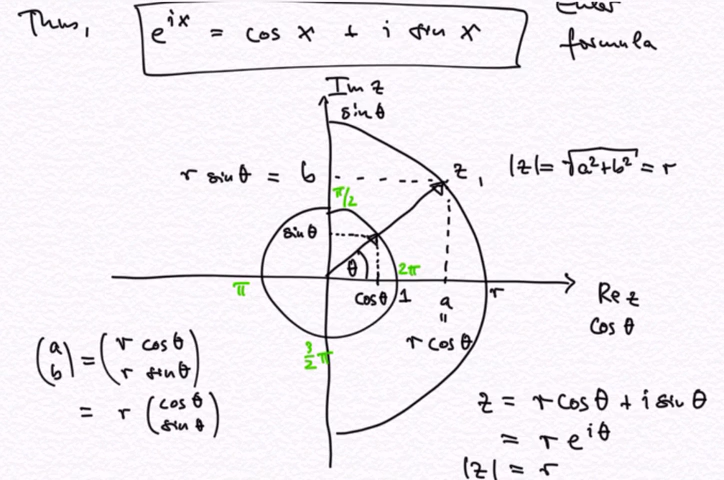 Thus, e^{ix} = cos x + i sin x Euler
formula
Im z
sin θ
r sin θ = b
z, |z| = √(a²+b²) = r
π/2
sin θ
θ
2π
π
cos θ 1 a r Re z
cos θ
"
r cos θ
3/2 π
(a b) = (r cos θ r sin θ)
= r (cos θ sin θ)
z = r cos θ + i sin θ
= r e^{iθ}
|z| = r